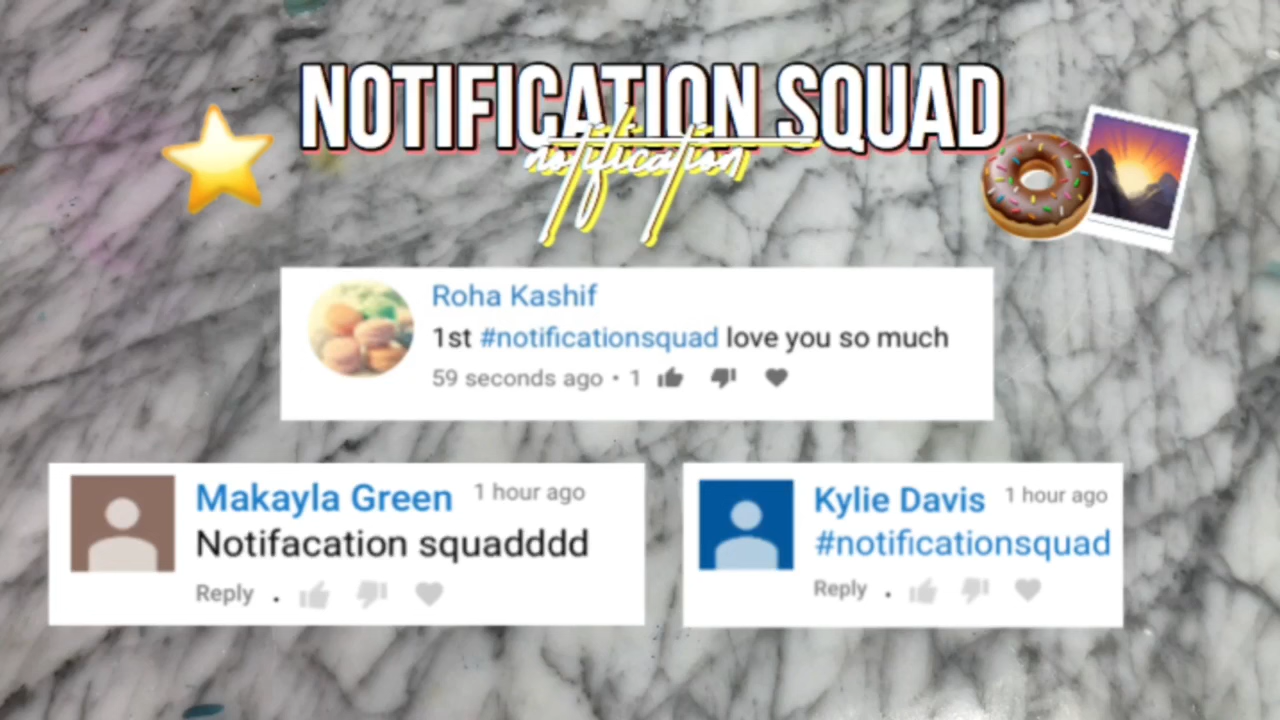 NOTIFICATION SQUAD
notification
Roha Kashif
1st #notificationsquad love you so much
59 seconds ago • 1
Makayla Green 1 hour ago
Notifacation squadddd
Reply .
Kylie Davis 1 hour ago
#notificationsquad
Reply .